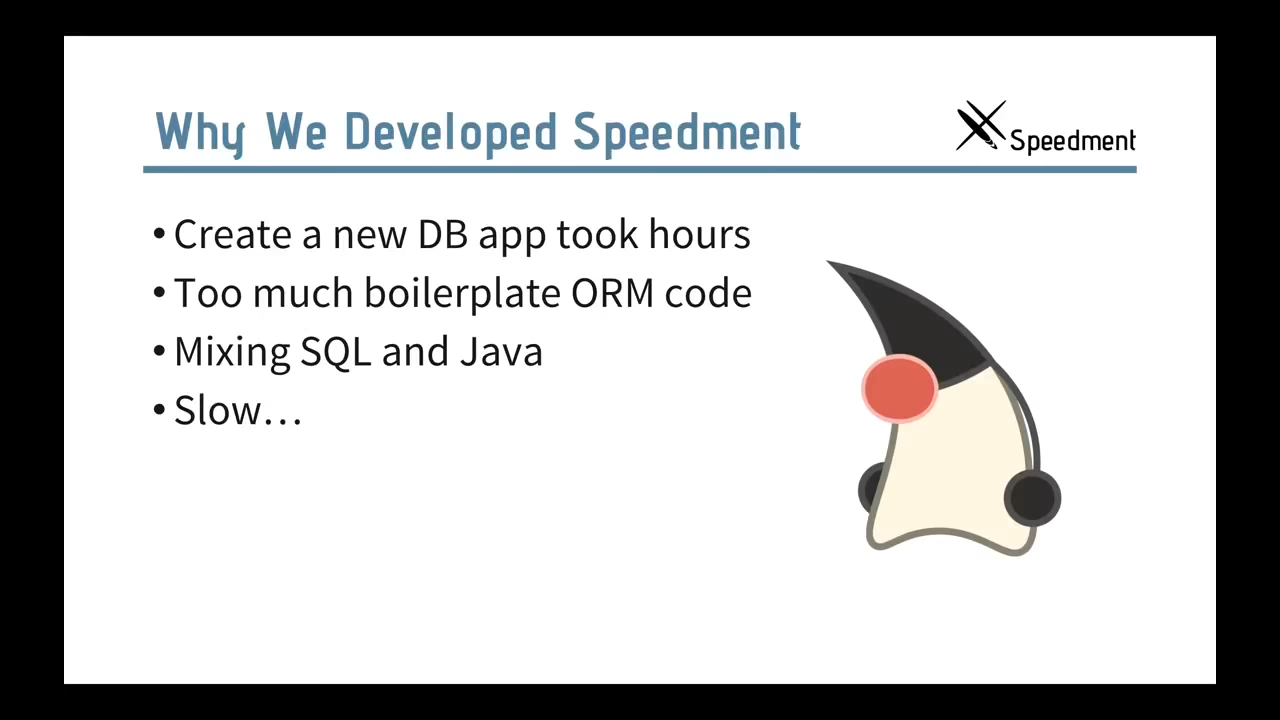 Why We Developed Speedment
Speedment
• Create a new DB app took hours
• Too much boilerplate ORM code
• Mixing SQL and Java
• Slow…